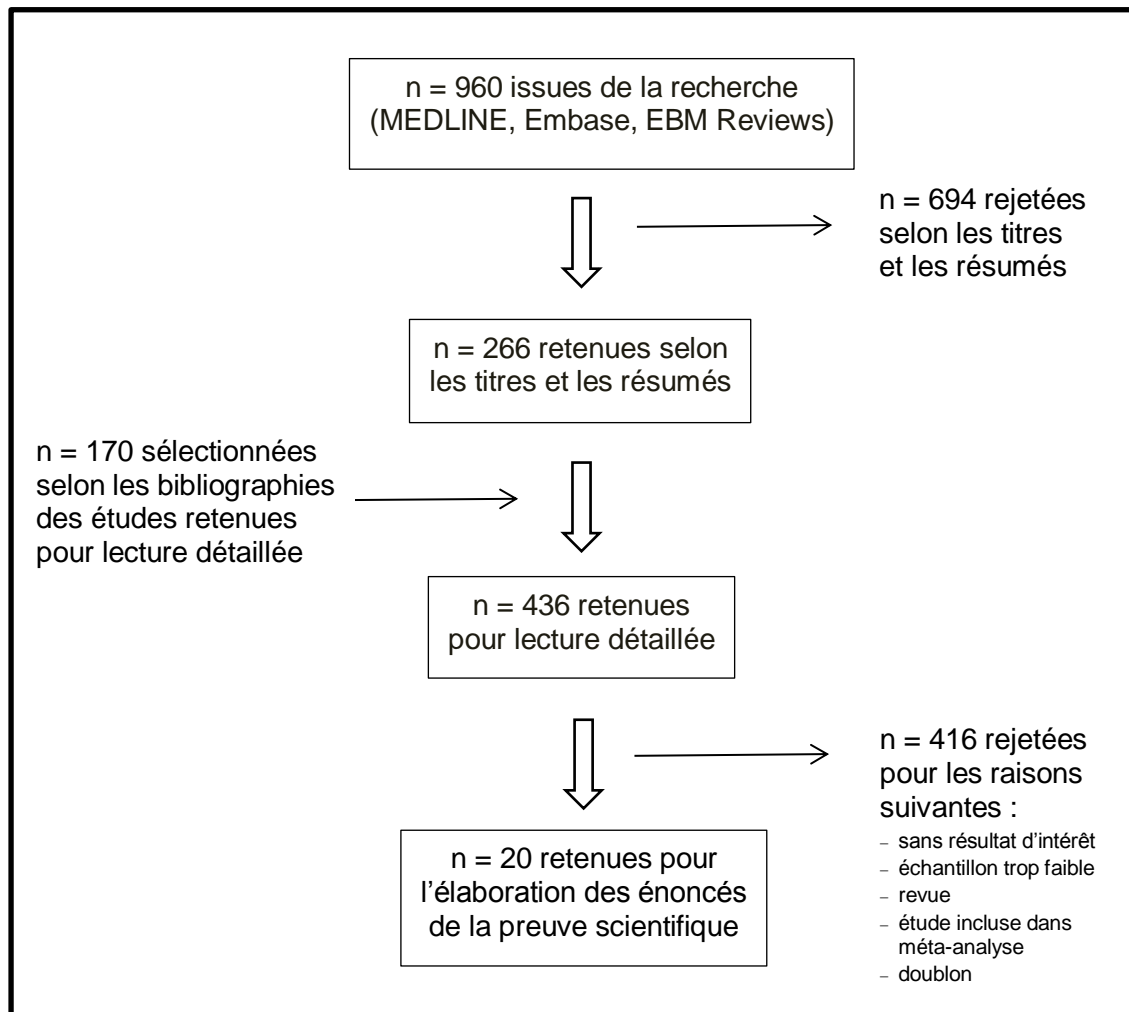 n = 960 issues de la recherche
(MEDLINE, Embase, EBM Reviews)
n = 694 rejetées
selon les titres
et les résumés
n = 266 retenues selon
les titres et les résumés
n = 170 sélectionnées
selon les bibliographies
des études retenues
pour lecture détaillée
n = 436 retenues
pour lecture détaillée
n = 416 rejetées
pour les raisons
suivantes :
– sans résultat d’intérêt
– échantillon trop faible
– revue
– étude incluse dans
méta-analyse
– doublon
n = 20 retenues pour
l’élaboration des énoncés
de la preuve scientifique